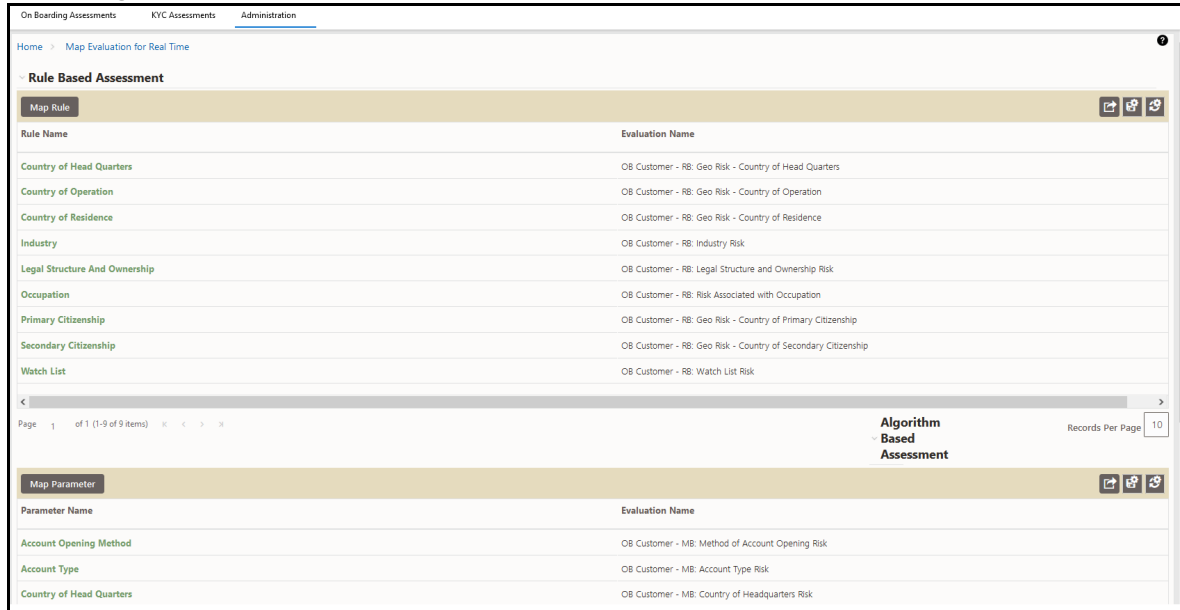 On Boarding Assessments KYC Assessments Administration
Home > Map Evaluation for Real Time
Rule Based Assessment
Map Rule
Rule Name Evaluation Name
Country of Head Quarters OB Customer - RB: Geo Risk - Country of Head Quarters
Country of Operation OB Customer - RB: Geo Risk - Country of Operation
Country of Residence OB Customer - RB: Geo Risk - Country of Residence
Industry OB Customer - RB: Industry Risk
Legal Structure And Ownership OB Customer - RB: Legal Structure and Ownership Risk
Occupation OB Customer - RB: Risk Associated with Occupation
Primary Citizenship OB Customer - RB: Geo Risk - Country of Primary Citizenship
Secondary Citizenship OB Customer - RB: Geo Risk - Country of Secondary Citizenship
Watch List OB Customer - RB: Watch List Risk
Page 1 of 1 (1-9 of 9 items) Records Per Page 10
Algorithm
Based
Assessment
Map Parameter
Parameter Name Evaluation Name
Account Opening Method OB Customer - MB: Method of Account Opening Risk
Account Type OB Customer - MB: Account Type Risk
Country of Head Quarters OB Customer - MB: Country of Headquarters Risk